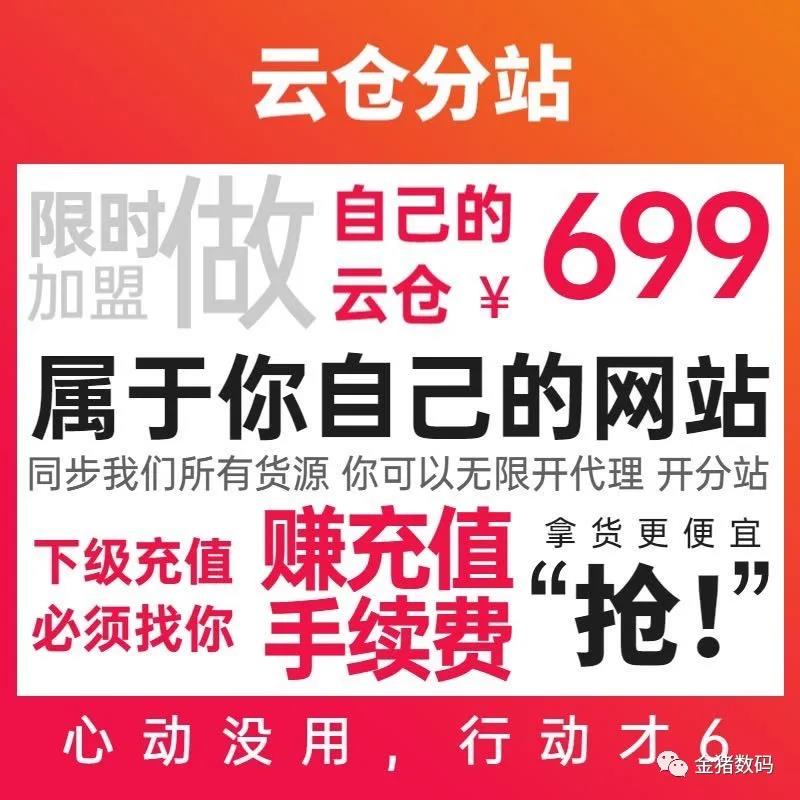 云仓分站
限时加盟
做
自己的云仓 ¥ 699
属于你自己的网站
同步我们所有货源 你可以无限开代理 开分站
下级充值
必须找你
赚充值
手续费
拿货更便宜
“抢!”
心动没用，行动才6
金猪数码